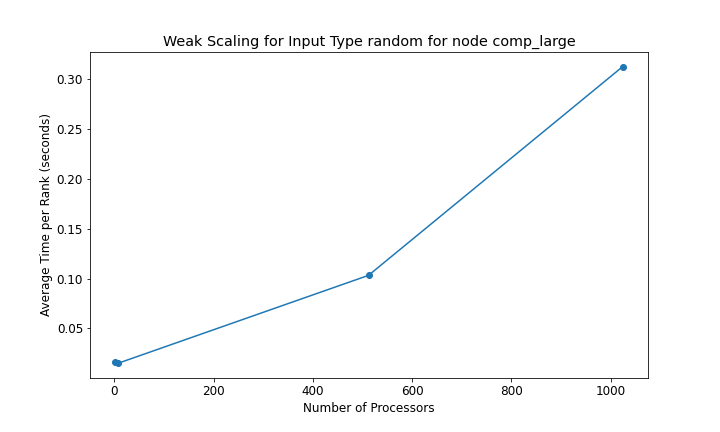 Weak Scaling for Input Type random for node comp_large
Average Time per Rank (seconds)
0.30
0.25
0.20
0.15
0.10
0.05
0 200 400 600 800 1000
Number of Processors